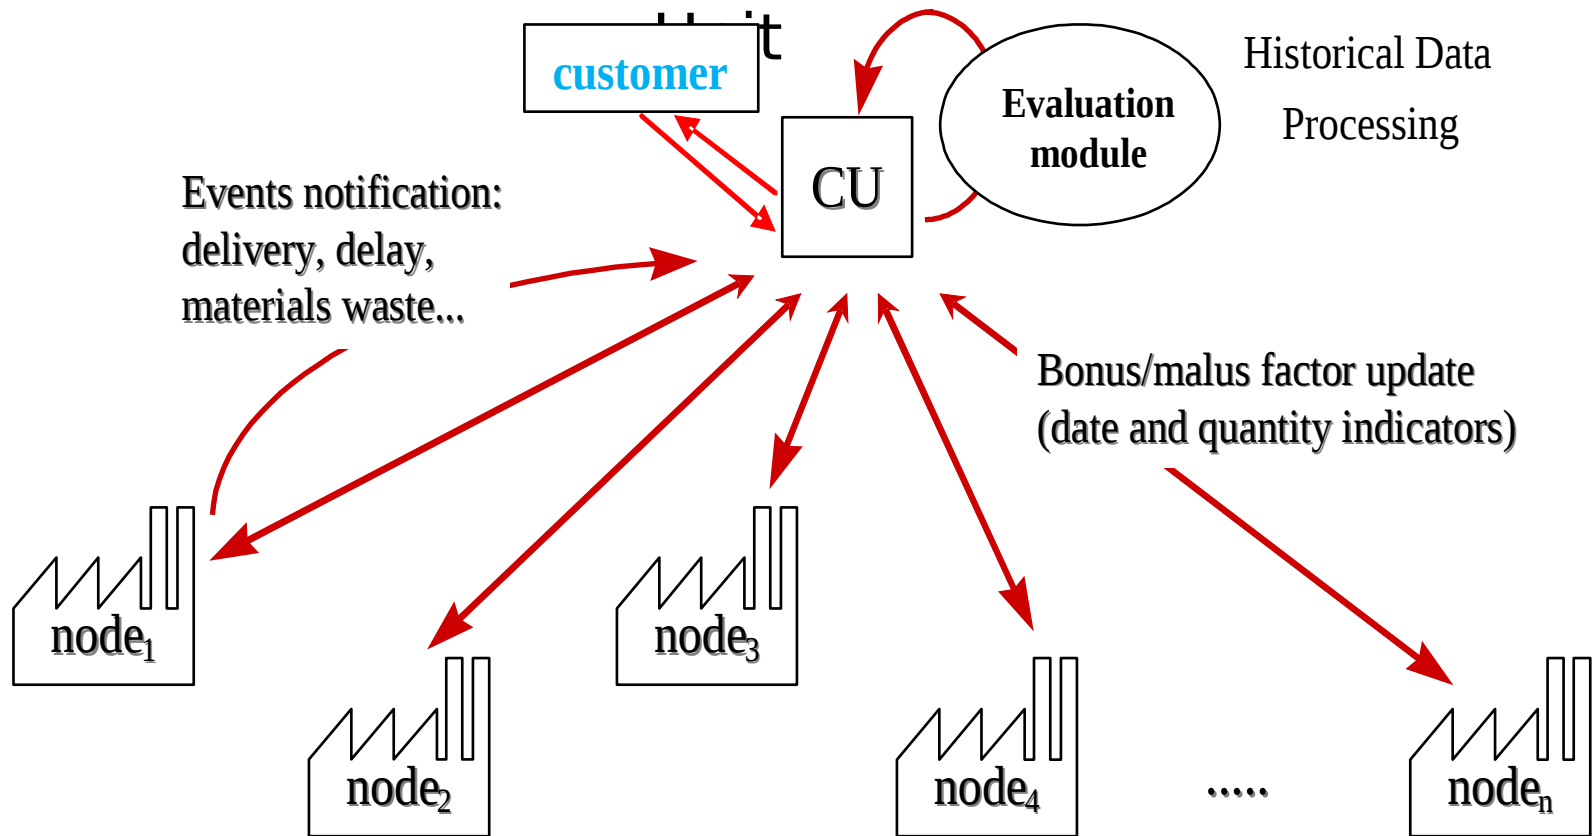 customer
Historical Data
Processing
Evaluation
module
CU
Events notification:
delivery, delay,
materials waste...
Bonus/malus factor update
(date and quantity indicators)
node1
node2
node3
node4
.....
noden